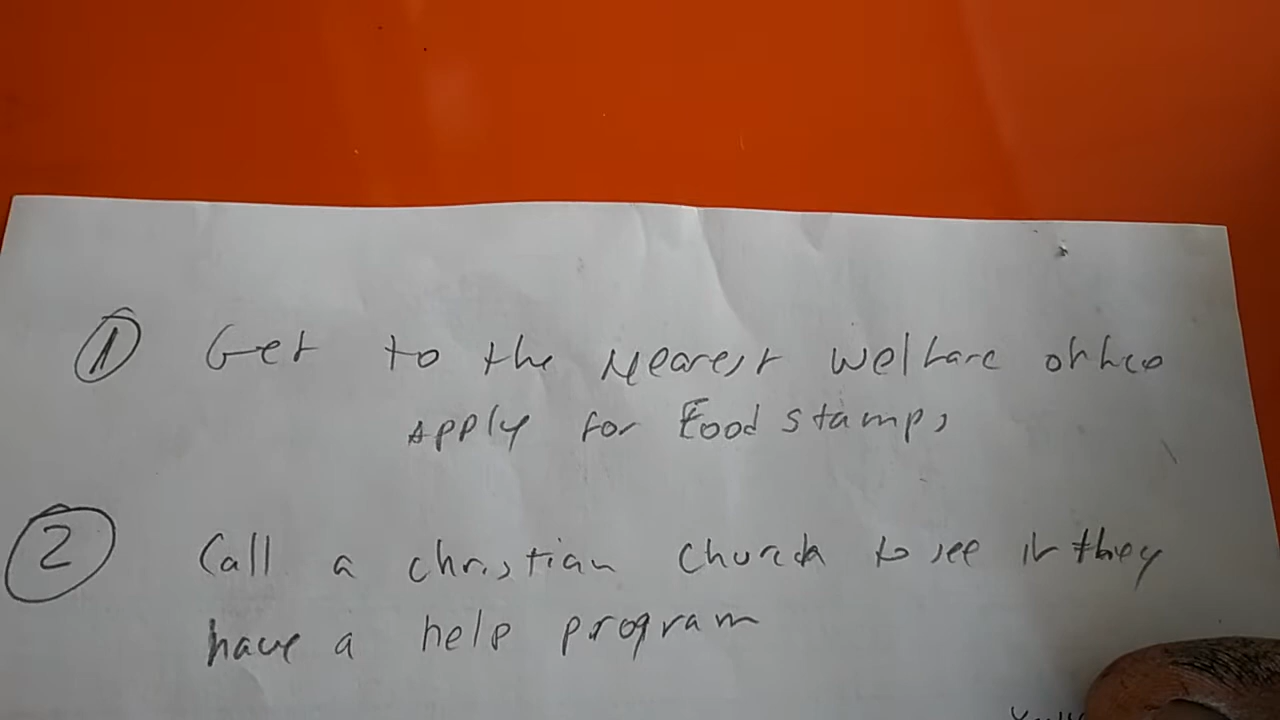 ① Get to the Nearest welfare office
Apply for Food stamps
② Call a christian church to see if they
have a help program